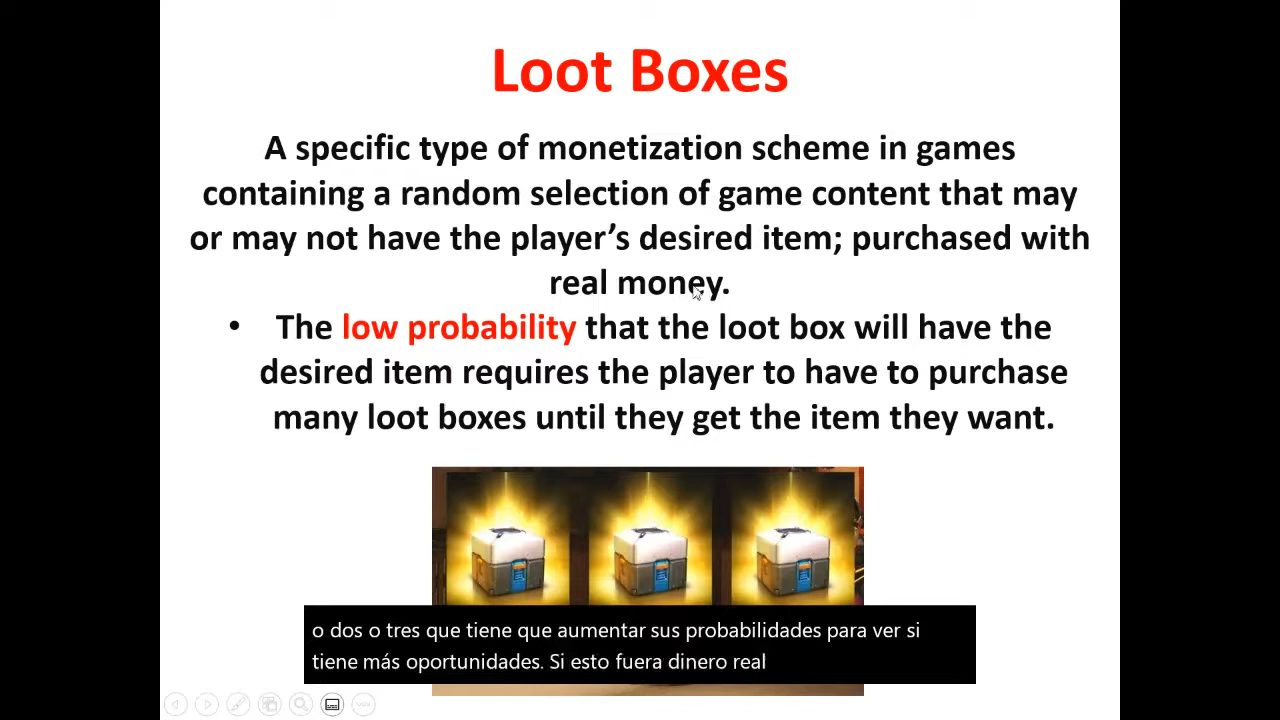 Loot Boxes
A specific type of monetization scheme in games
containing a random selection of game content that may
or may not have the player’s desired item; purchased with
real money.
• The low probability that the loot box will have the
desired item requires the player to have to purchase
many loot boxes until they get the item they want.
o dos o tres que tiene que aumentar sus probabilidades para ver si
tiene más oportunidades. Si esto fuera dinero real